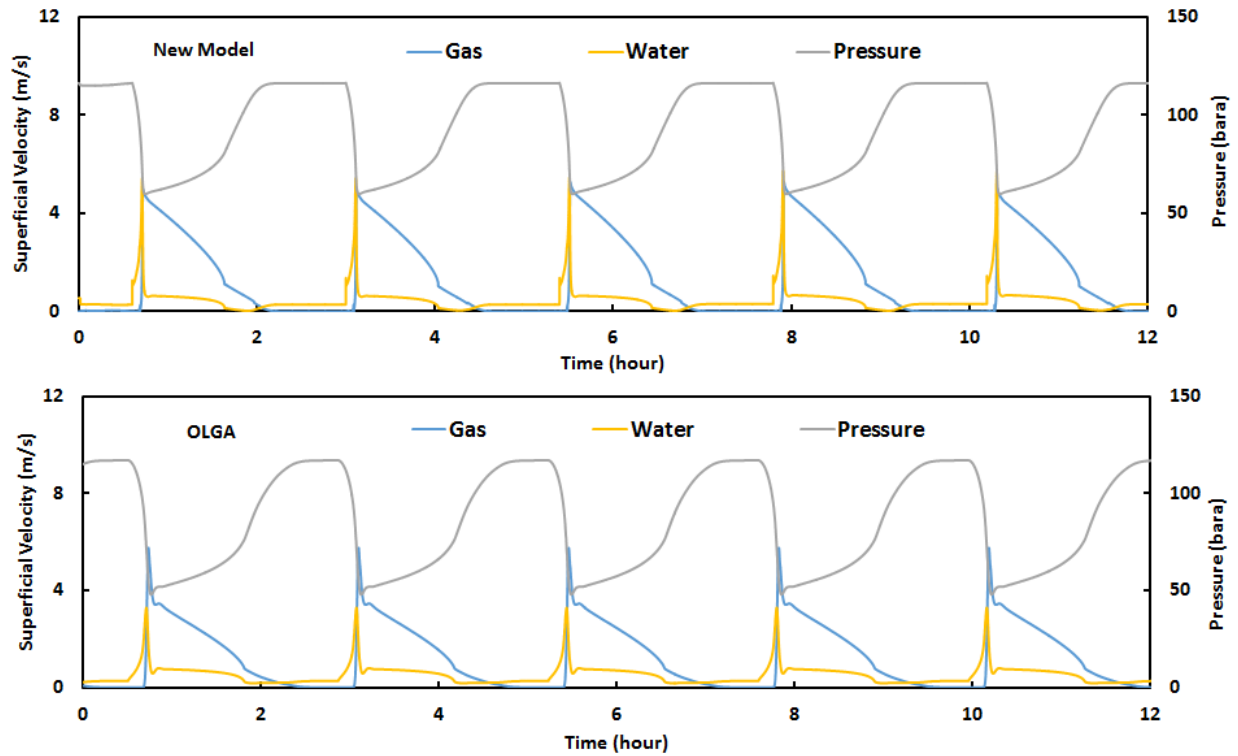 12
8
4
0
Superficial Velocity (m/s)
New Model
Gas
Water
Pressure
150
100
50
0
Pressure (bara)
0 2 4 6 8 10 12
Time (hour)
12
8
4
0
Superficial Velocity (m/s)
OLGA
Gas
Water
Pressure
150
100
50
0
Pressure (bara)
0 2 4 6 8 10 12
Time (hour)